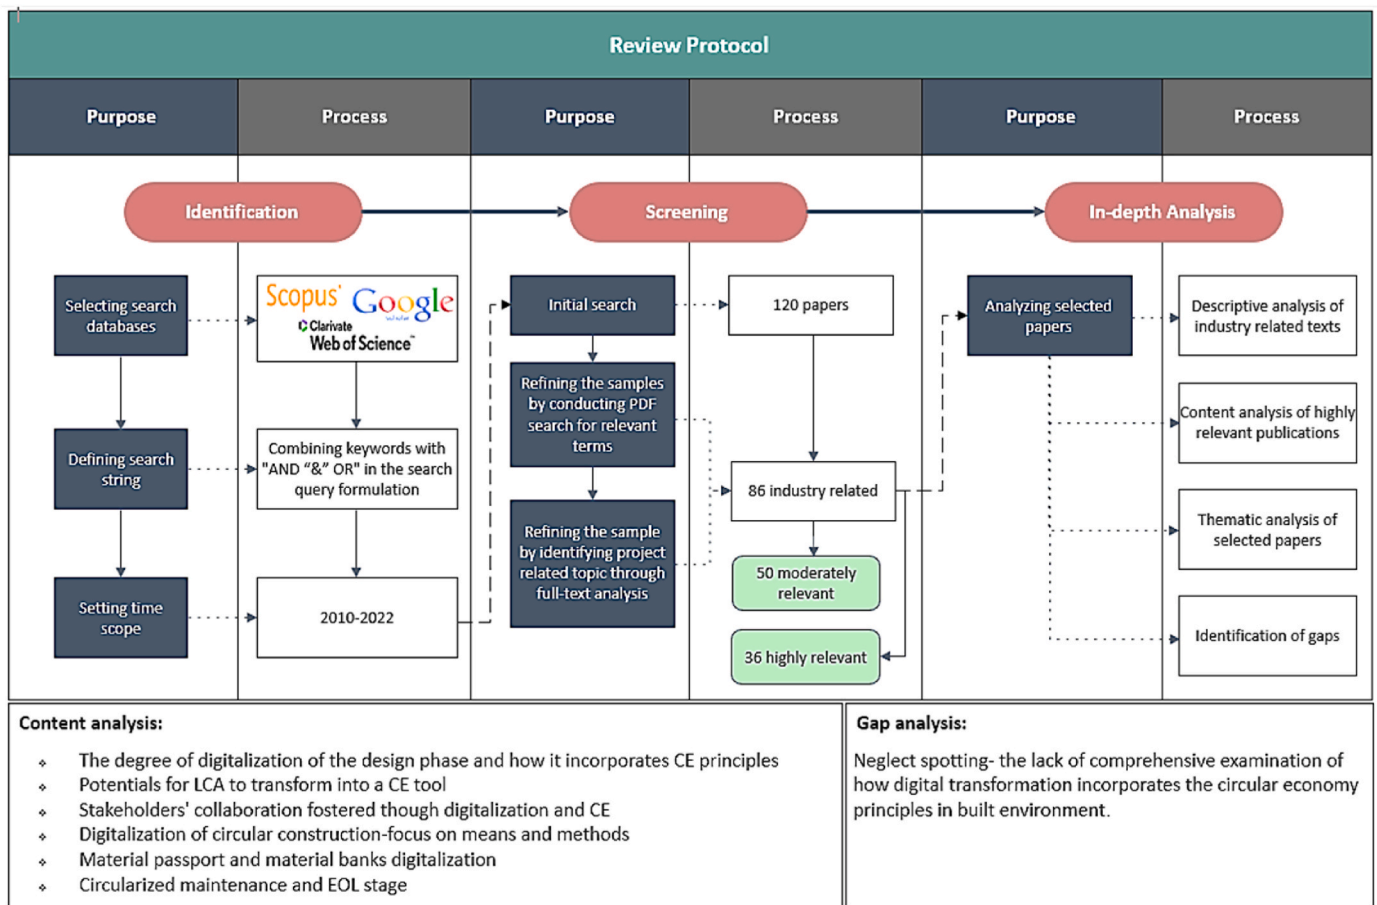 Review Protocol
Purpose
Process
Purpose
Process
Purpose
Process
Identification
Screening
In-depth Analysis
Selecting search
databases
Scopus'
Google
Clarivate
Web of Science™
Defining search
string
Combining keywords with
"AND “&” OR" in the search
query formulation
Setting time
scope
2010-2022
Initial search
120 papers
Refining the samples
by conducting PDF
search for relevant
terms
86 industry related
Refining the sample
by identifying project
related topic through
full-text analysis
50 moderately
relevant
36 highly relevant
Analyzing selected
papers
Descriptive analysis of
industry related texts
Content analysis of highly
relevant publications
Thematic analysis of
selected papers
Identification of gaps
Content analysis:
The degree of digitalization of the design phase and how it incorporates CE principles
Potentials for LCA to transform into a CE tool
Stakeholders' collaboration fostered though digitalization and CE
Digitalization of circular construction-focus on means and methods
Material passport and material banks digitalization
Circularized maintenance and EOL stage
Gap analysis:
Neglect spotting- the lack of comprehensive examination of
how digital transformation incorporates the circular economy
principles in built environment.